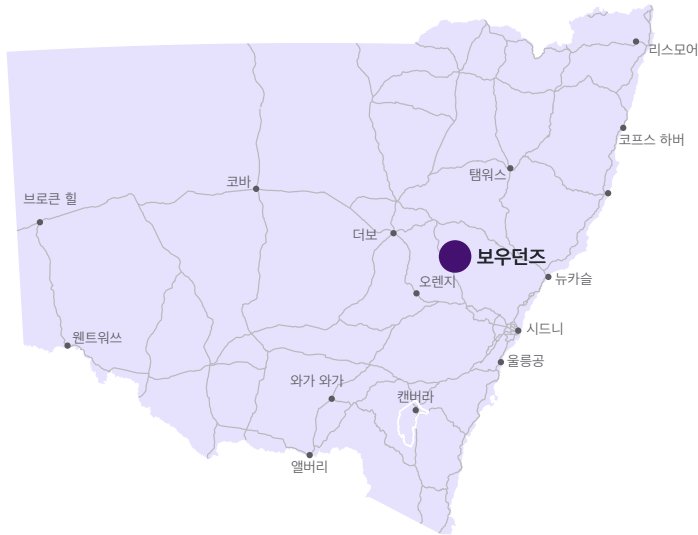 리스모어
코프스 하버
탬워스
코바
브로큰 힐
더보
보우던즈
오렌지
뉴카슬
시드니
웬트워쓰
울릉공
와가 와갸
캔버라
앨버리